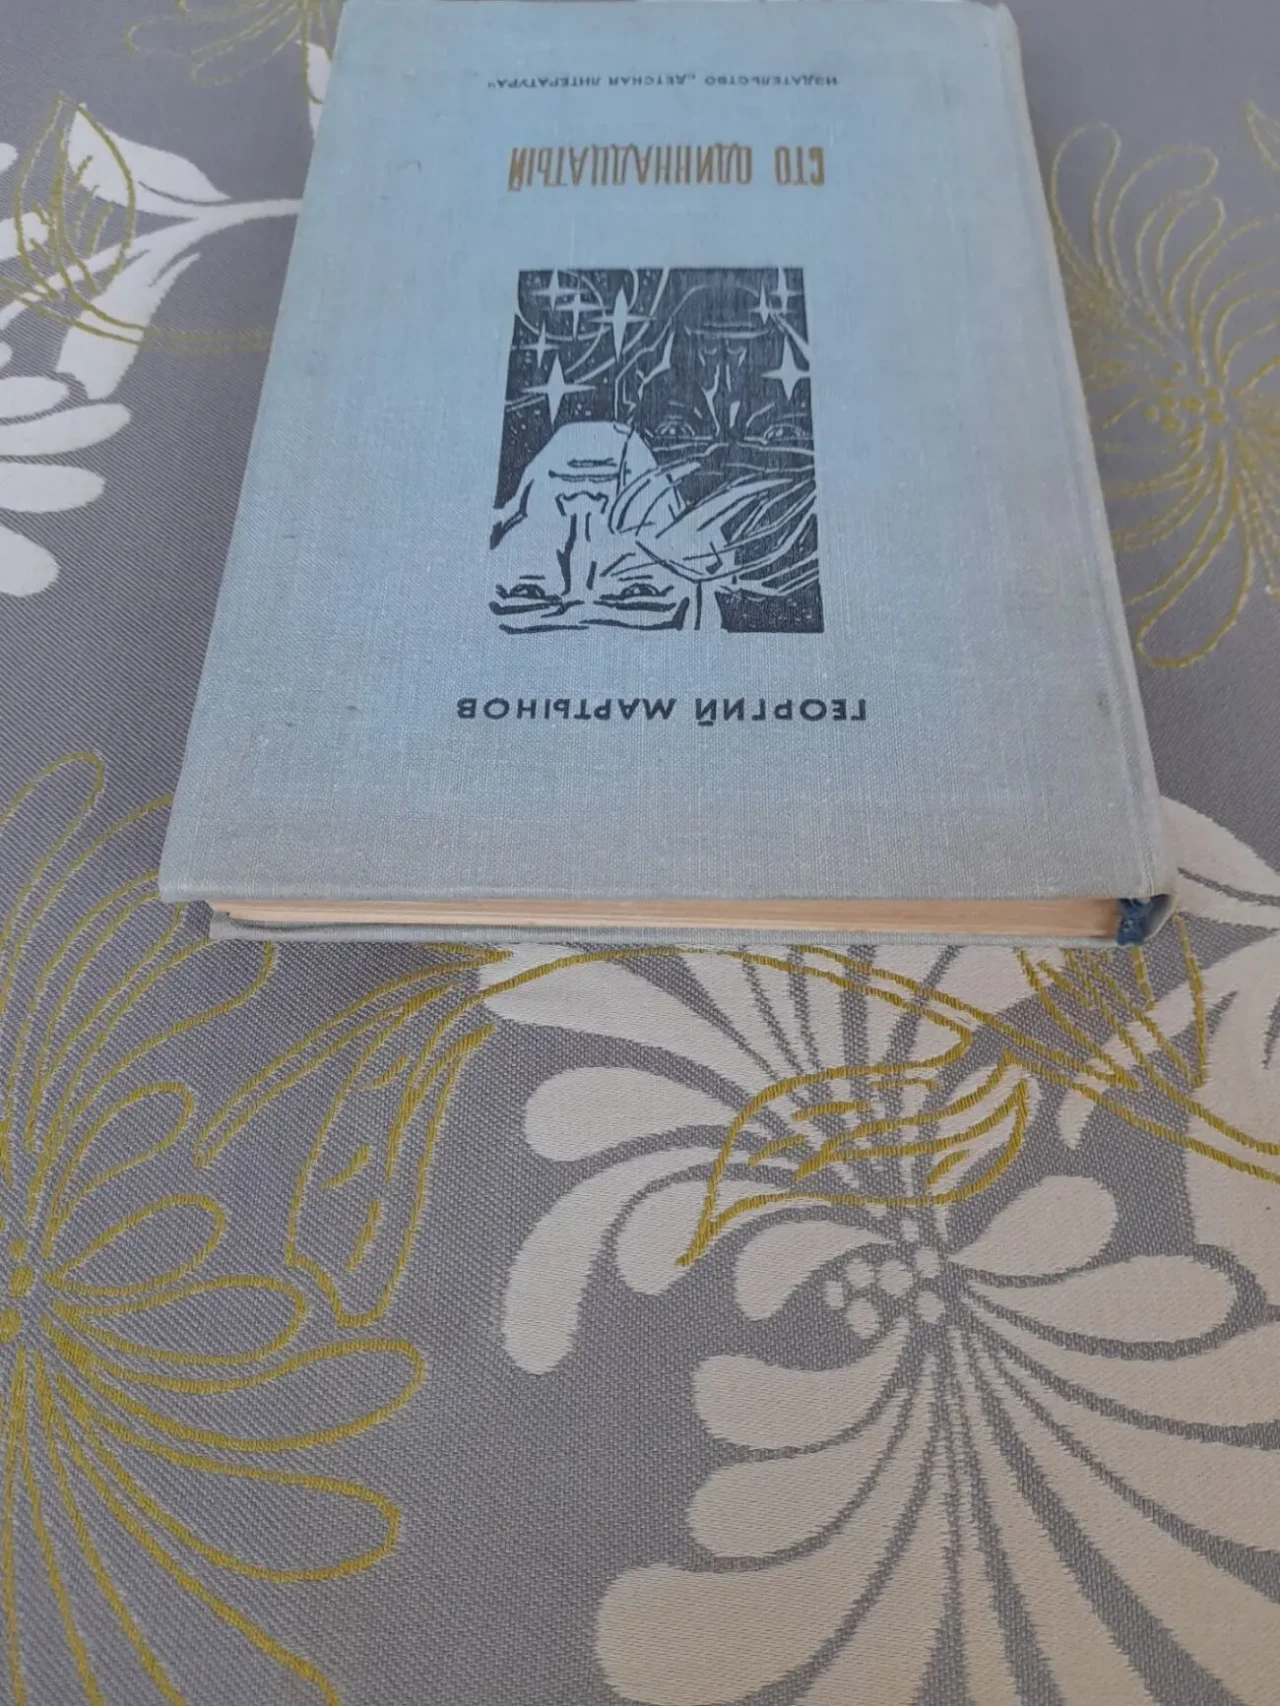 ГЕОРГИЙ МАРТЫНОВ
СТО ОДИННАДЦАТЫЙ
ИЗДАТЕЛЬСТВО „ДЕТСКАЯ ЛИТЕРАТУРА“